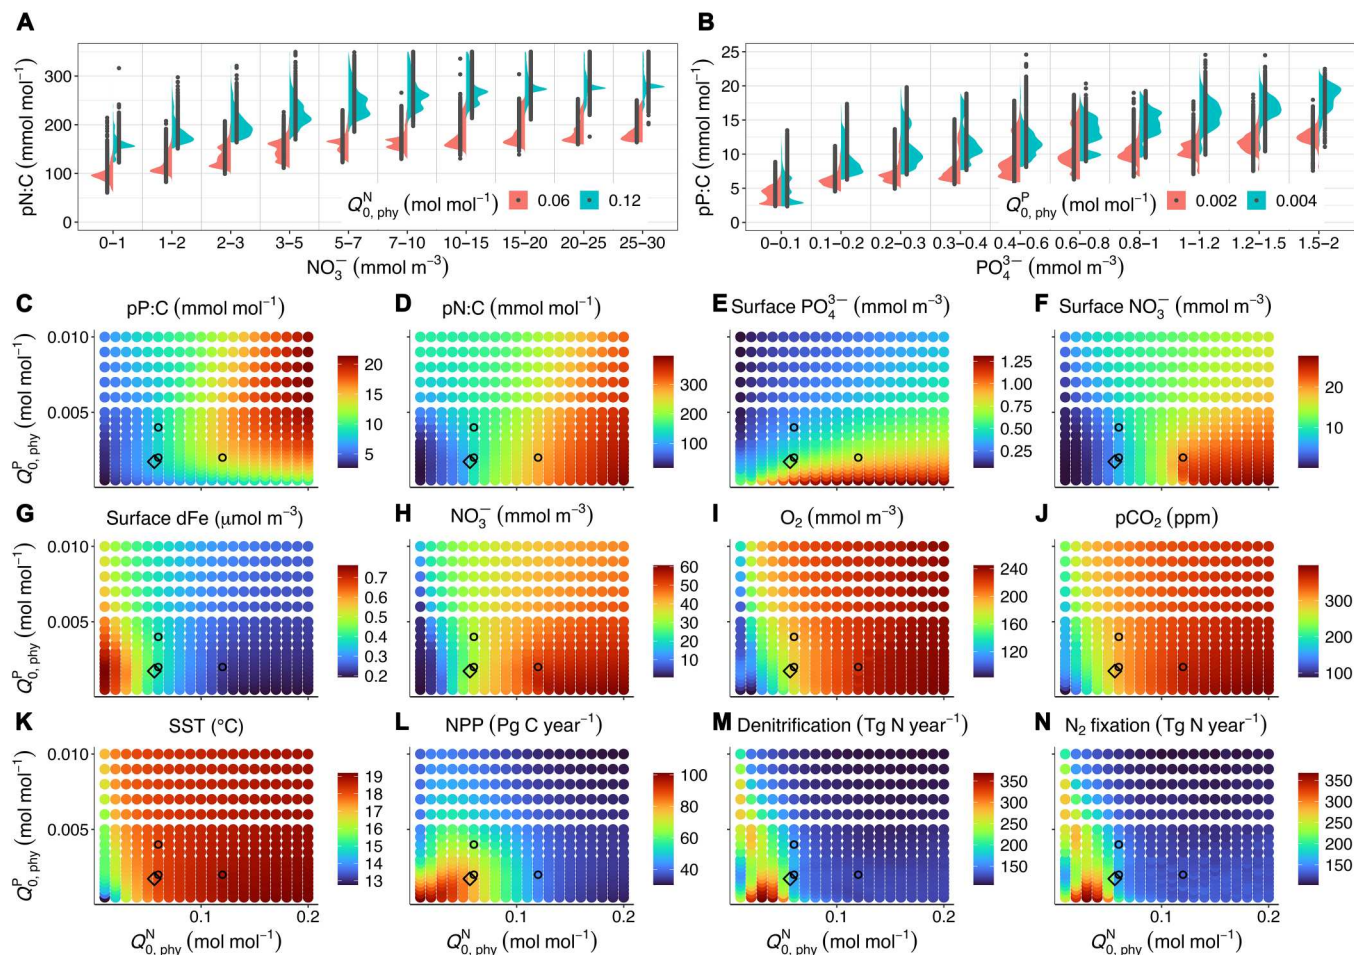 A
pN:C (mmol mol⁻¹)
300
200
100
0
Q^N_0, phy (mol mol⁻¹) 0.06 0.12
0−1 1−2 2−3 3−5 5−7 7−10 10−15 15−20 20−25 25−30
NO₃⁻ (mmol m⁻³)
B
pP:C (mmol mol⁻¹)
25
20
15
10
5
0
Q^P_0, phy (mol mol⁻¹) 0.002 0.004
0−0.1 0.1−0.2 0.2−0.3 0.3−0.4 0.4−0.6 0.6−0.8 0.8−1 1−1.2 1.2−1.5 1.5−2
PO₄³⁻ (mmol m⁻³)
C pP:C (mmol mol⁻¹)
Q^P_0, phy (mol mol⁻¹)
0.010
0.005
20
15
10
5
D pN:C (mmol mol⁻¹)
300
200
100
E Surface PO₄³⁻ (mmol m⁻³)
1.25
1.00
0.75
0.50
0.25
F Surface NO₃⁻ (mmol m⁻³)
20
10
G Surface dFe (μmol m⁻³)
Q^P_0, phy (mol mol⁻¹)
0.010
0.005
0.7
0.6
0.5
0.4
0.3
0.2
H NO₃⁻ (mmol m⁻³)
60
50
40
30
20
10
I O₂ (mmol m⁻³)
240
200
160
120
J pCO₂ (ppm)
300
200
100
K SST (°C)
Q^P_0, phy (mol mol⁻¹)
0.010
0.005
0.1 0.2
Q^N_0, phy (mol mol⁻¹)
19
18
17
16
15
14
13
L NPP (Pg C year⁻¹)
0.1 0.2
Q^N_0, phy (mol mol⁻¹)
100
80
60
40
M Denitrification (Tg N year⁻¹)
0.1 0.2
Q^N_0, phy (mol mol⁻¹)
350
300
250
200
150
N N₂ fixation (Tg N year⁻¹)
0.1 0.2
Q^N_0, phy (mol mol⁻¹)
350
300
250
200
150